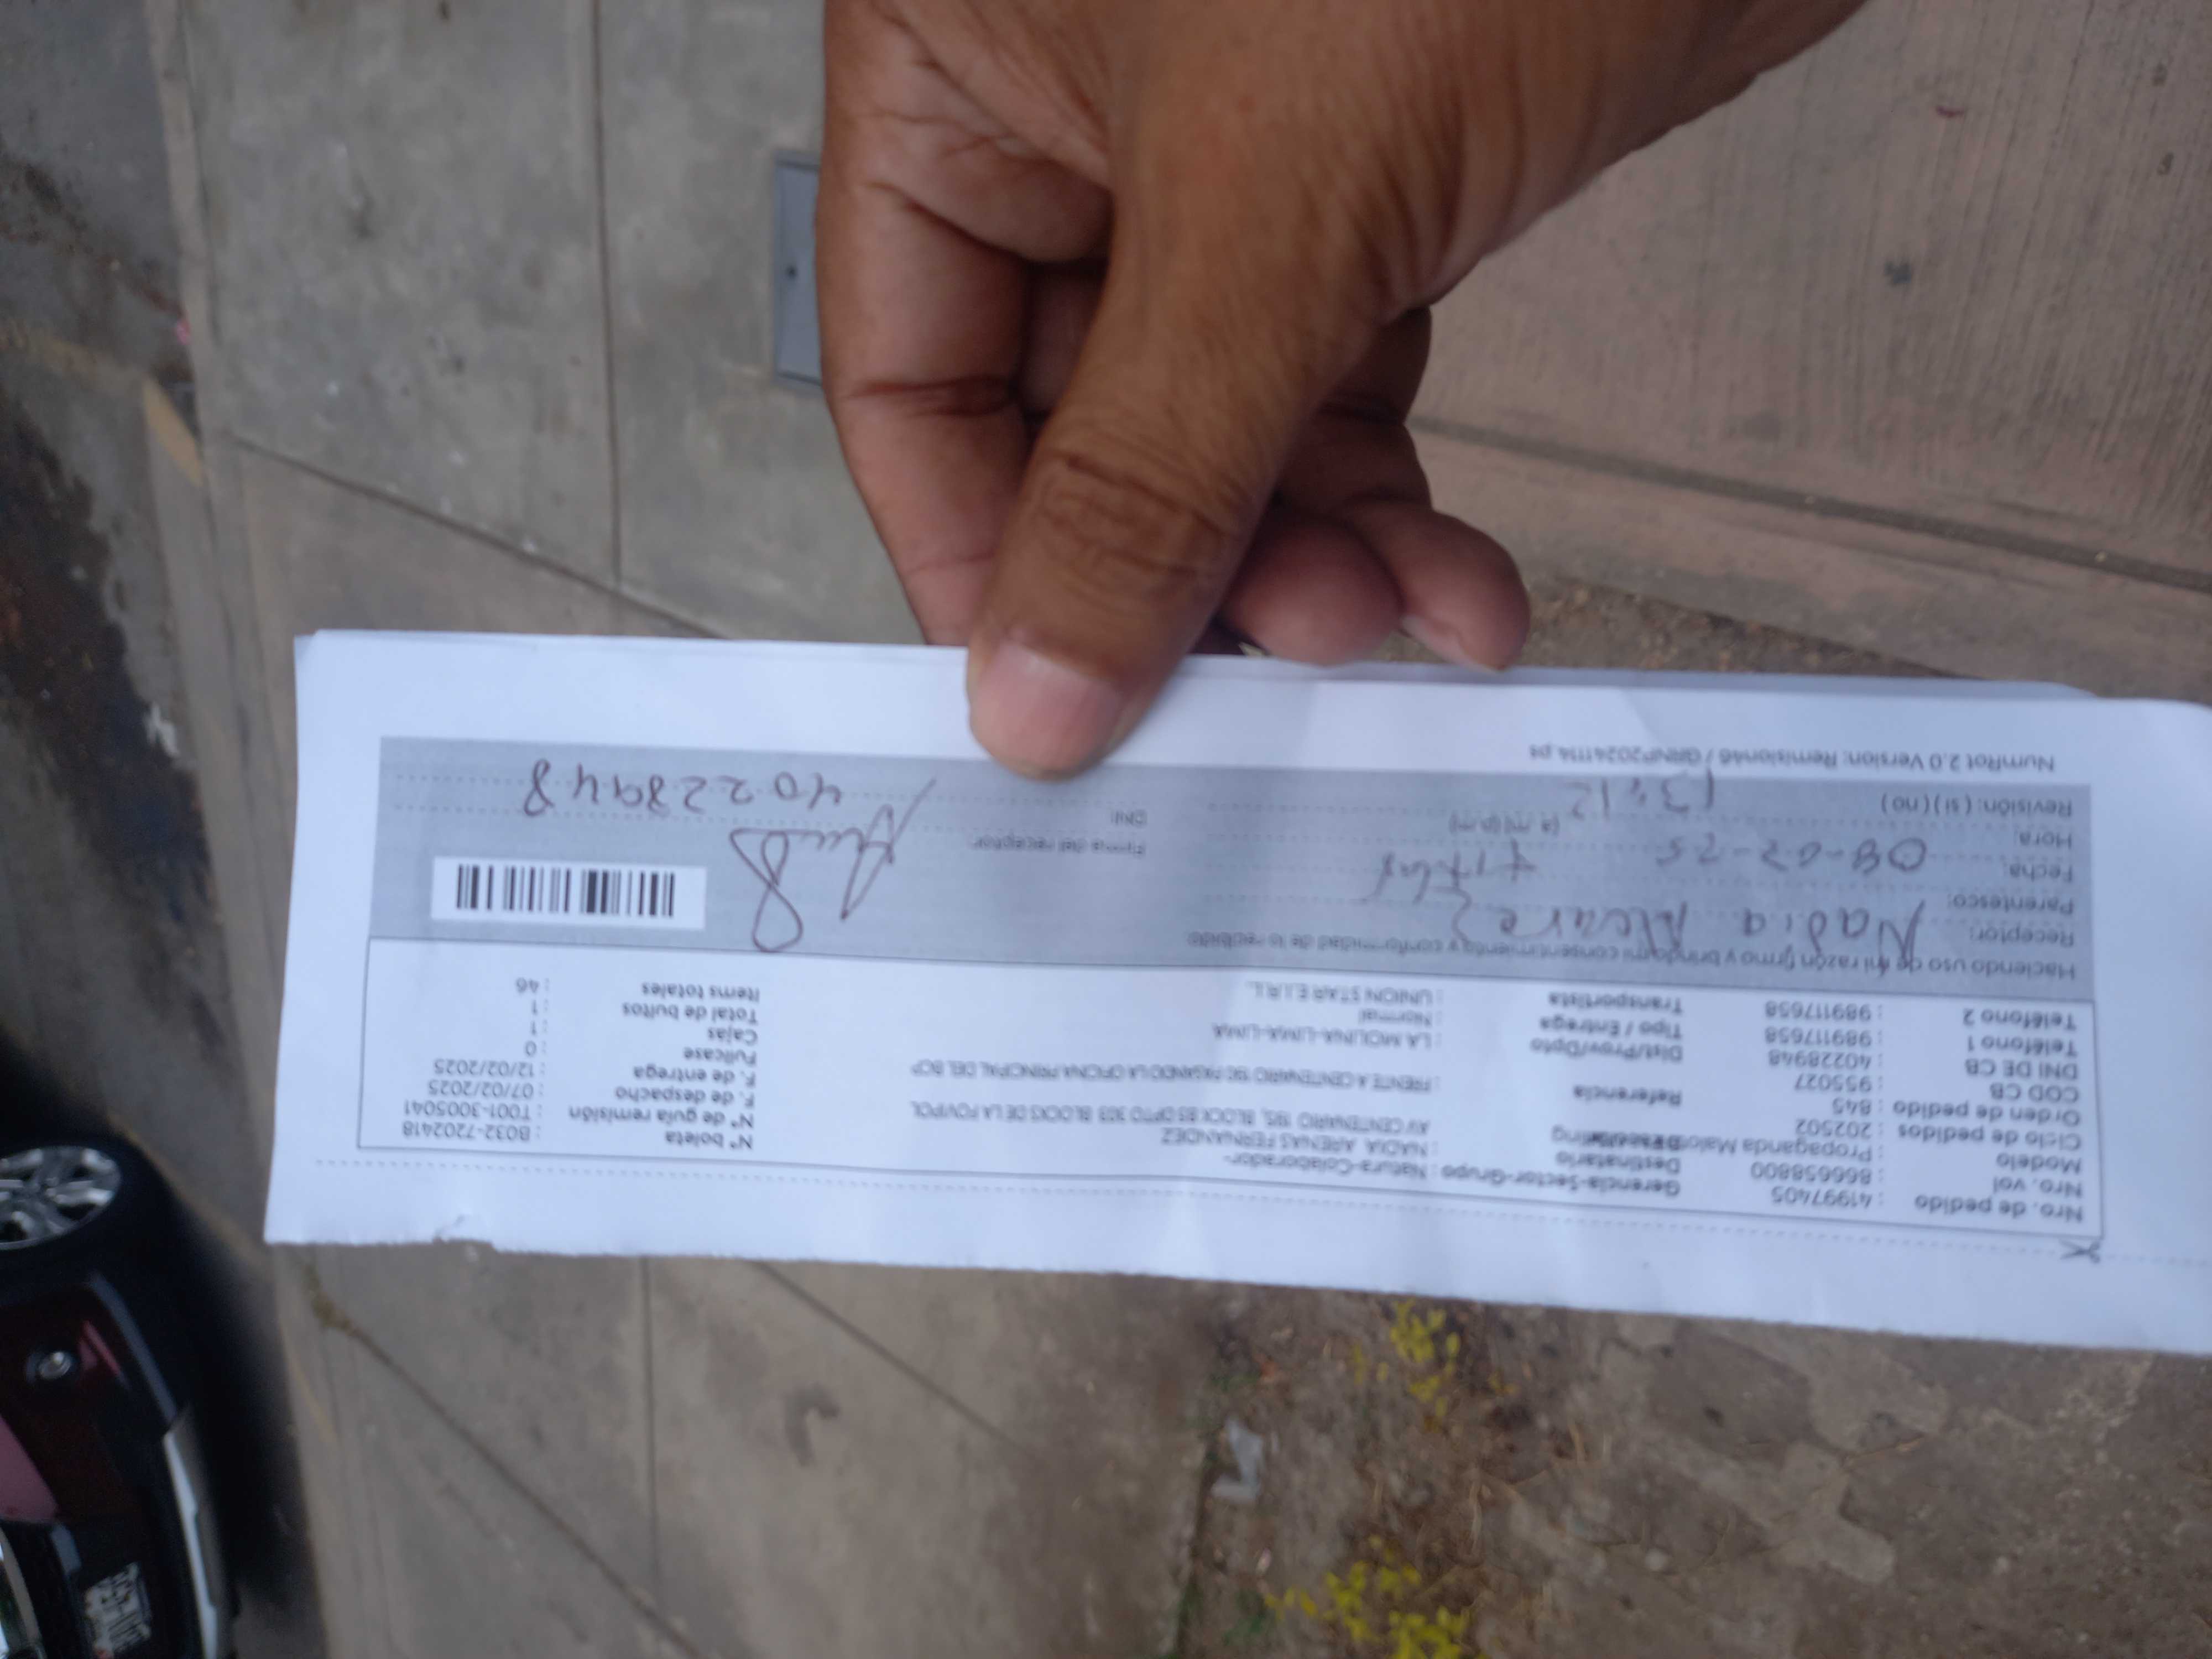 Nro. de pedido : 41997405 Gerencia-Sector-Grupo : Natura-Colaborador- N° boleta : B032-7202418
Nro. vol : 866658800 Destinatario : NADIA ARENAS FERNANDEZ N° de guía remisión : T001-3005041
Modelo : Propaganda AV CENTENARIO 195, BLOCK B5 DPTO 303 BLOCKS DE LA FOVIPOL F. de despacho : 07/02/2025
Ciclo de pedidos : 202502 F. de entrega : 12/02/2025
Orden de pedido : 845 Referencia : FRENTE A CENTENARIO 190 PASANDO LA OFICINA PRINCIPAL DEL BCP Fullcase : 0
COD CB : 955027 Cajas : 1
DNI DE CB : 40228948 Dist/Prov/Dpto : LA MOLINA-LIMA-LIMA Total de bultos : 1
Teléfono 1 : 989117658 Tipo / Entrega : Normal Items totales : 46
Teléfono 2 : 989117658 Transportista : UNION STAR E.I.R.L.
Haciendo uso de mi razón firmo y brindo mi consentimiento y conformidad de lo recibido
Receptor: Nadia
Parentesco: titular
Fecha: 08-02-25 Firma del receptor:
Hora: 13:12 (a.m)(p.m) DNI: 40228948
Revisión: ( si ) ( no )
NumRot 2.0 Version: Remision46 / GRNP20241114.ps